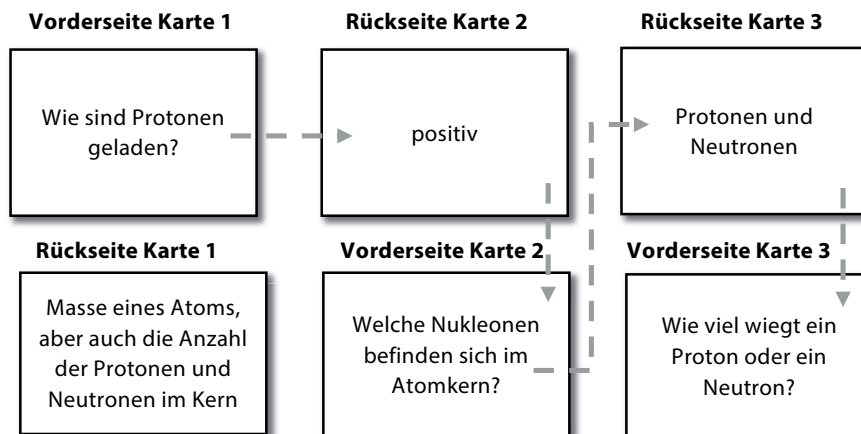 Vorderseite Karte 1
Rückseite Karte 2
Rückseite Karte 3
Wie sind Protonen
geladen?
positiv
Protonen und
Neutronen
Rückseite Karte 1
Vorderseite Karte 2
Vorderseite Karte 3
Masse eines Atoms,
aber auch die Anzahl
der Protonen und
Neutronen im Kern
Welche Nukleonen
befinden sich im
Atomkern?
Wie viel wiegt ein
Proton oder ein
Neutron?